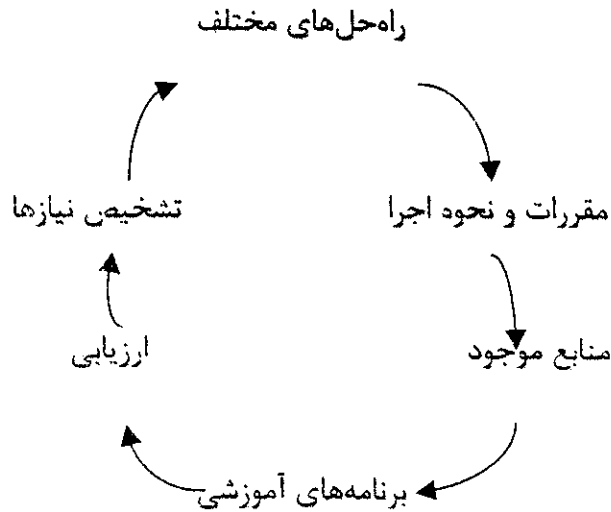 راه‌حل‌های مختلف
مقررات و نحوه اجرا
تشخیص نیازها
منابع موجود
ارزیابی
برنامه‌های آموزشی